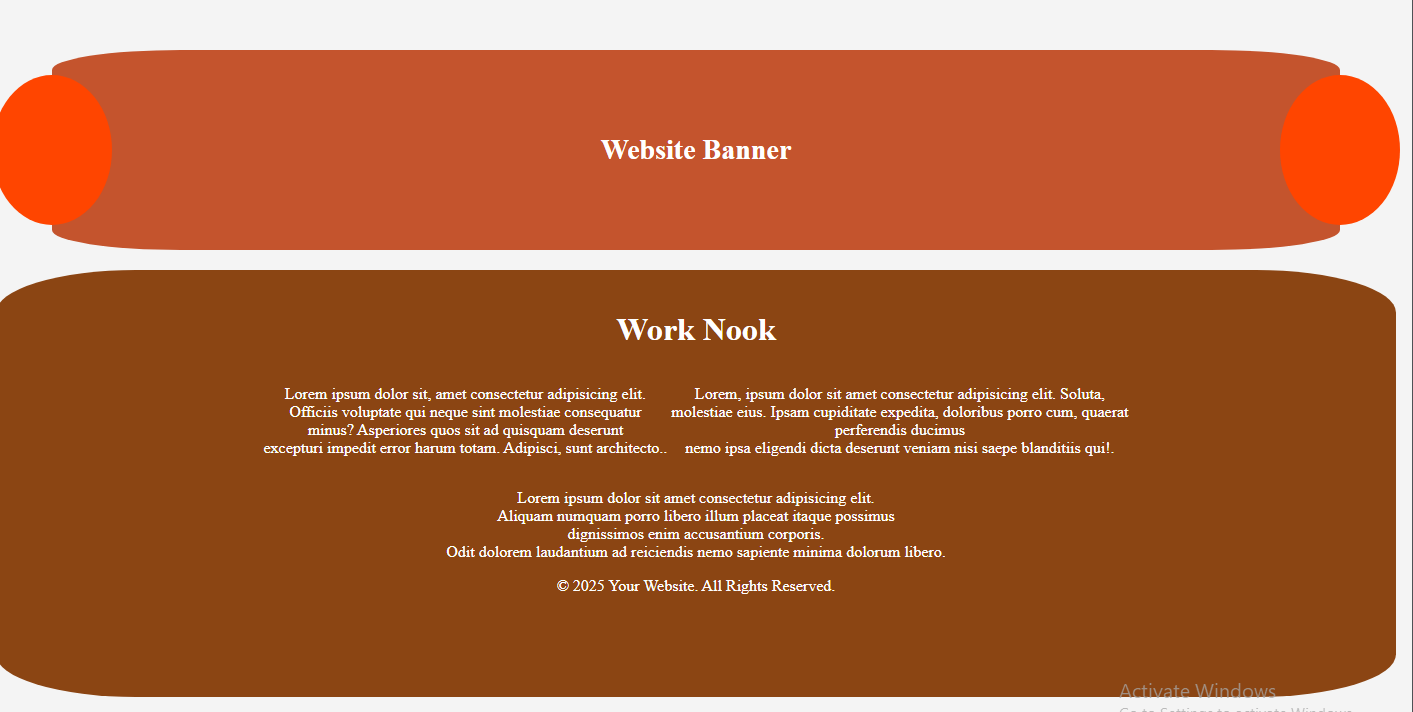 Website Banner
Work Nook
Lorem ipsum dolor sit, amet consectetur adipisicing elit.
Officiis voluptate qui neque sint molestiae consequatur
minus? Asperiores quos sit ad quisquam deserunt
excepturi impedit error harum totam. Adipisci, sunt architecto..
Lorem, ipsum dolor sit amet consectetur adipisicing elit. Soluta,
molestiae eius. Ipsam cupiditate expedita, doloribus porro cum, quaerat
perferendis ducimus
nemo ipsa eligendi dicta deserunt veniam nisi saepe blanditiis qui!.
Lorem ipsum dolor sit amet consectetur adipisicing elit.
Aliquam numquam porro libero illum placeat itaque possimus
dignissimos enim accusantium corporis.
Odit dolorem laudantium ad reiciendis nemo sapiente minima dolorum libero.
© 2025 Your Website. All Rights Reserved.
Activate Windows
Go to Settings to activate Windows.